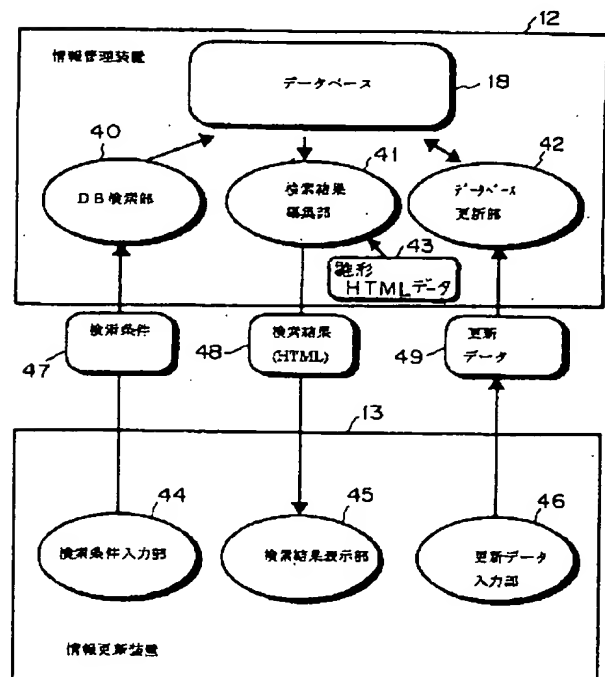 12
情報管理装置
データベース
18
40
41
42
DB検索部
検索結果
編集部
データベース
更新部
43
雛形
HTMLデータ
検索条件
47
検索結果
(HTML)
48
更新
データ
49
13
44
45
46
検索条件入力部
検索結果表示部
更新データ
入力部
情報更新装置